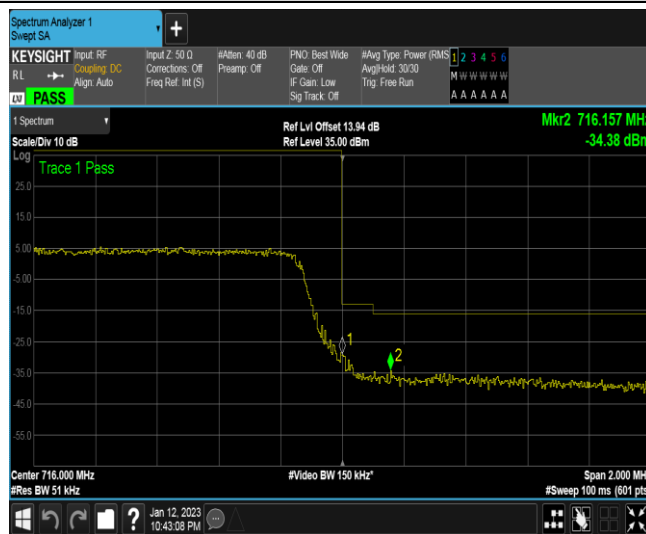 Spectrum Analyzer 1
Swept SA
+
KEYSIGHT
RL
LXI PASS
Input: RF
Coupling: DC
Align: Auto
Input Z: 50 Ω
Corrections: Off
Freq Ref: Int (S)
#Atten: 40 dB
Preamp: Off
PNO: Best Wide
Gate: Off
IF Gain: Low
Sig Track: Off
#Avg Type: Power (RMS
Avg|Hold: 30/30
Trig: Free Run
1 2 3 4 5 6
M W W W W W
A A A A A A
1 Spectrum
Scale/Div 10 dB
Ref Lvl Offset 13.94 dB
Ref Level 35.00 dBm
Mkr2 716.157 MHz
-34.38 dBm
Log
Trace 1 Pass
25.0
15.0
5.00
-5.00
-15.0
-25.0
-35.0
-45.0
-55.0
1
2
Center 716.000 MHz
#Res BW 51 kHz
#Video BW 150 kHz*
Span 2.000 MHz
#Sweep 100 ms (601 pts)
?
Jan 12, 2023
10:43:08 PM